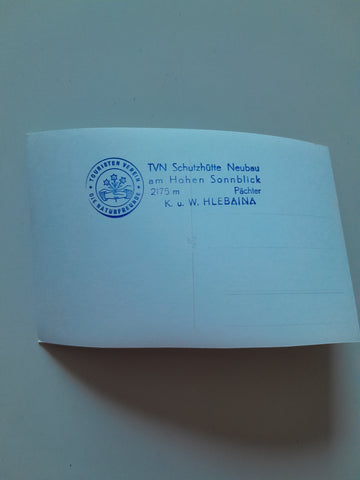 TOURISTEN VEREIN
DIE NATURFREUNDE
TVN Schutzhütte Neubau
am Hohen Sonnblick
2175 m Pächter
K. u. W. HLEBAINA